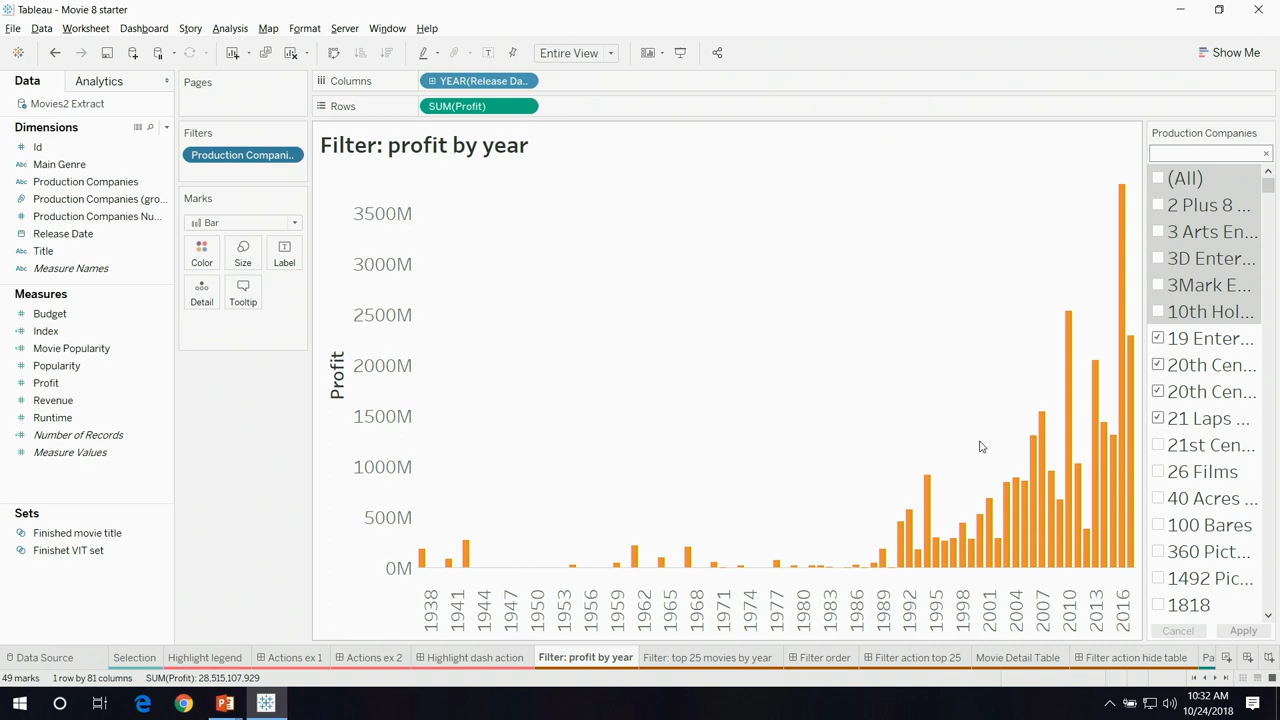 Tableau - Movie 8 starter
File Data Worksheet Dashboard Story Analysis Map Format Server Window Help
Entire View
Show Me
Data Analytics
Movies2 Extract
Dimensions
Id
Main Genre
Production Companies
Production Companies (gro...
Production Companies Nu...
Release Date
Title
Measure Names
Measures
Budget
Index
Movie Popularity
Popularity
Profit
Revenue
Runtime
Number of Records
Measure Values
Sets
Finished movie title
Finishet VIT set
Pages
Filters
Production Compani..
Marks
Bar
Color Size Label
Detail Tooltip
Columns YEAR(Release Da..
Rows SUM(Profit)
Filter: profit by year
Profit
3500M
3000M
2500M
2000M
1500M
1000M
500M
0M
1938 1941 1944 1947 1950 1953 1956 1959 1962 1965 1968 1971 1974 1977 1980 1983 1986 1989 1992 1995 1998 2001 2004 2007 2010 2013 2016
Production Companies
(All)
2 Plus 8 ...
3 Arts En...
3D Enter...
3Mark E...
10th Hol...
19 Enter...
20th Cen...
20th Cen...
21 Laps ...
21st Cen...
26 Films
40 Acres ...
100 Bares
360 Pict...
1492 Pic...
1818
Cancel Apply
Data Source Selection Highlight legend Actions ex 1 Actions ex 2 Highlight dash action Filter: profit by year Filter: top 25 movies by year Filter order Filter action top 25 Movie Detail Table Filter action hide table Pa
49 marks 1 row by 81 columns SUM(Profit): 28,515,107,929
10:32 AM
10/24/2018